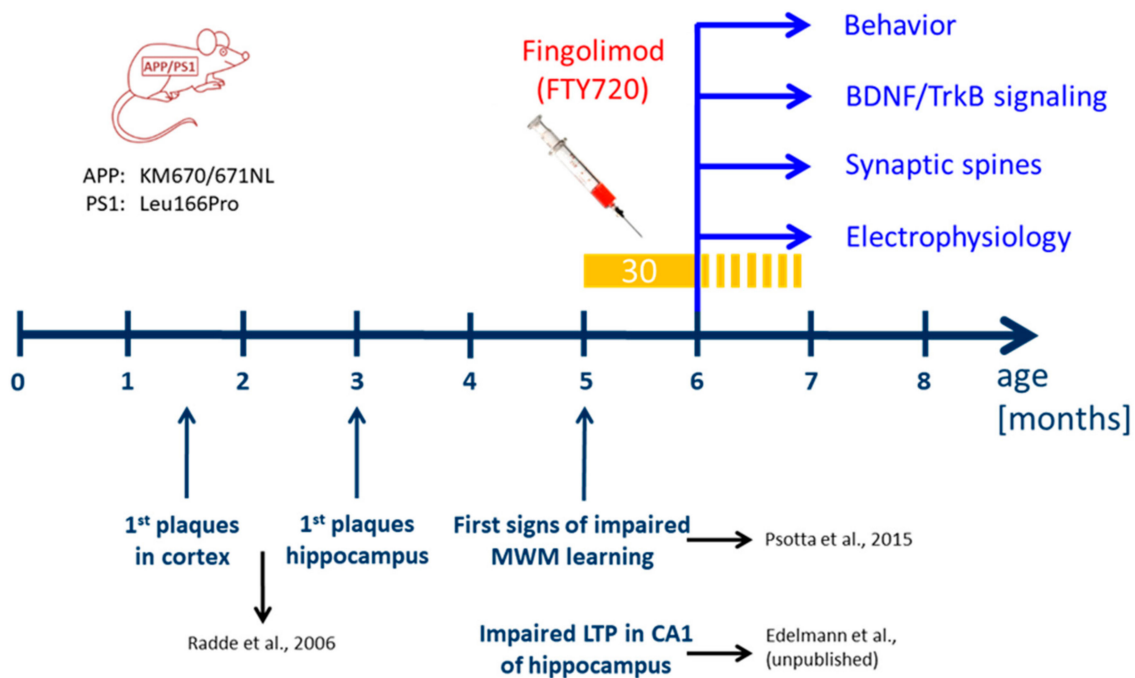 APP/PS1
APP: KM670/671NL
PS1: Leu166Pro
Fingolimod
(FTY720)
Behavior
BDNF/TrkB signaling
Synaptic spines
Electrophysiology
30
0 1 2 3 4 5 6 7 8
age
[months]
1st plaques
in cortex
1st plaques
hippocampus
First signs of impaired
MWM learning
Psotta et al., 2015
Radde et al., 2006
Impaired LTP in CA1
of hippocampus
Edelmann et al.,
(unpublished)